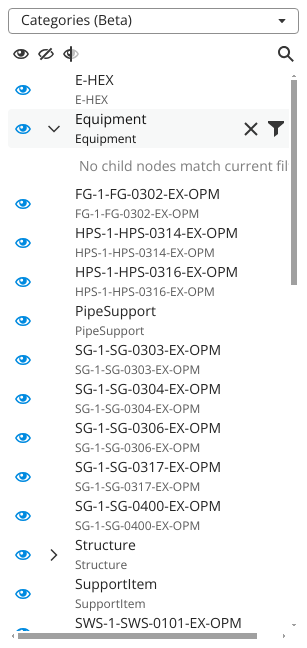 Categories (Beta)
E-HEX
E-HEX
Equipment
Equipment
No child nodes match current fil
FG-1-FG-0302-EX-OPM
FG-1-FG-0302-EX-OPM
HPS-1-HPS-0314-EX-OPM
HPS-1-HPS-0314-EX-OPM
HPS-1-HPS-0316-EX-OPM
HPS-1-HPS-0316-EX-OPM
PipeSupport
PipeSupport
SG-1-SG-0303-EX-OPM
SG-1-SG-0303-EX-OPM
SG-1-SG-0304-EX-OPM
SG-1-SG-0304-EX-OPM
SG-1-SG-0306-EX-OPM
SG-1-SG-0306-EX-OPM
SG-1-SG-0317-EX-OPM
SG-1-SG-0317-EX-OPM
SG-1-SG-0400-EX-OPM
SG-1-SG-0400-EX-OPM
Structure
Structure
SupportItem
SupportItem
SWS-1-SWS-0101-EX-OPM